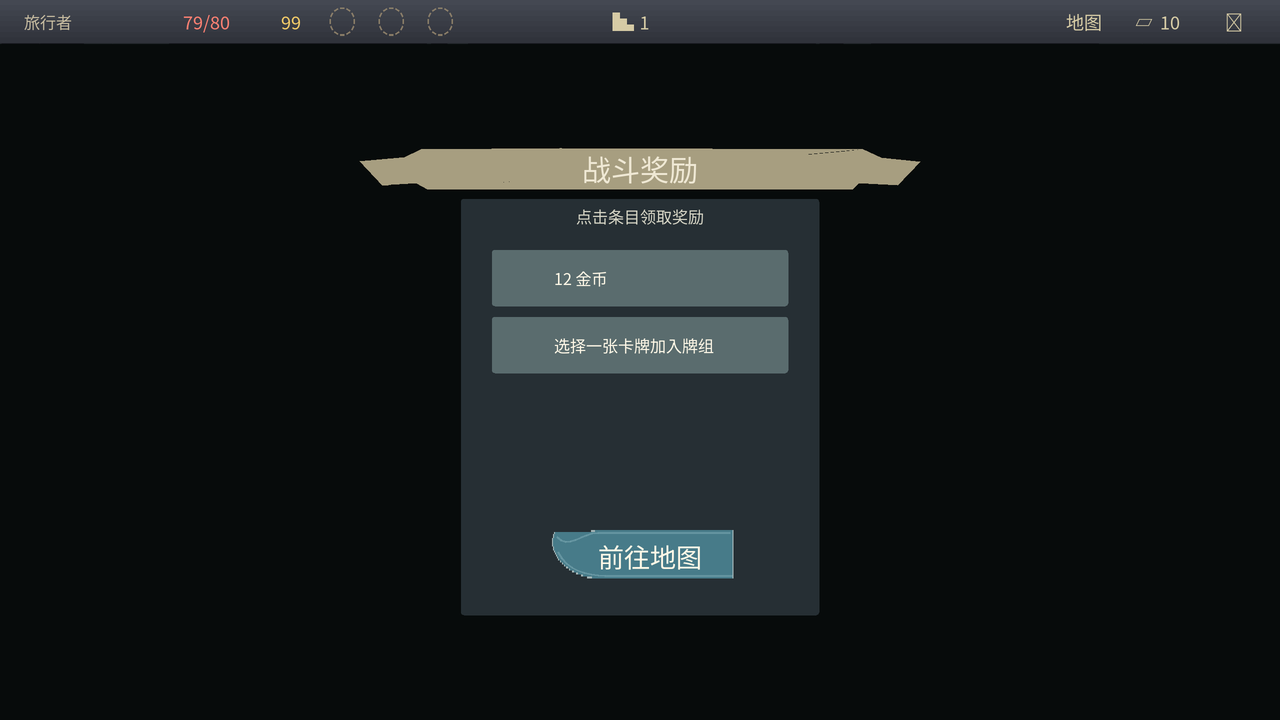 旅行者 79/80 99 1 地图 10
战斗奖励
点击条目领取奖励
12 金币
选择一张卡牌加入牌组
前往地图